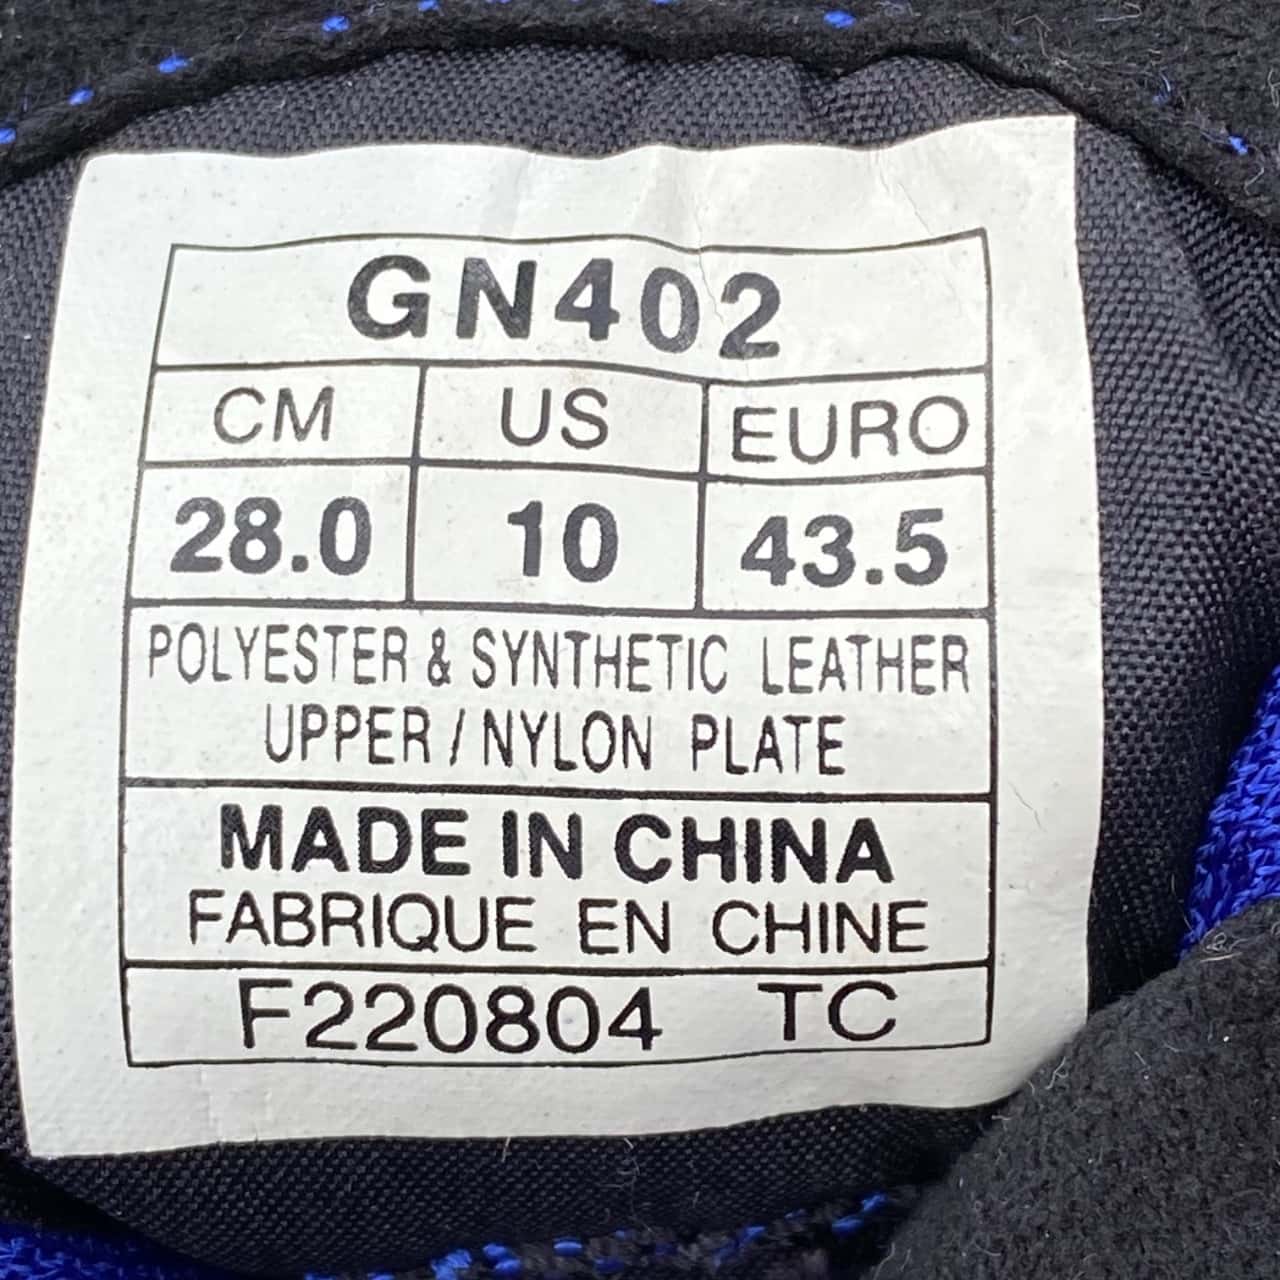 GN402
CM US EURO
28.0 10 43.5
POLYESTER & SYNTHETIC LEATHER
UPPER / NYLON PLATE
MADE IN CHINA
FABRIQUE EN CHINE
F220804 TC